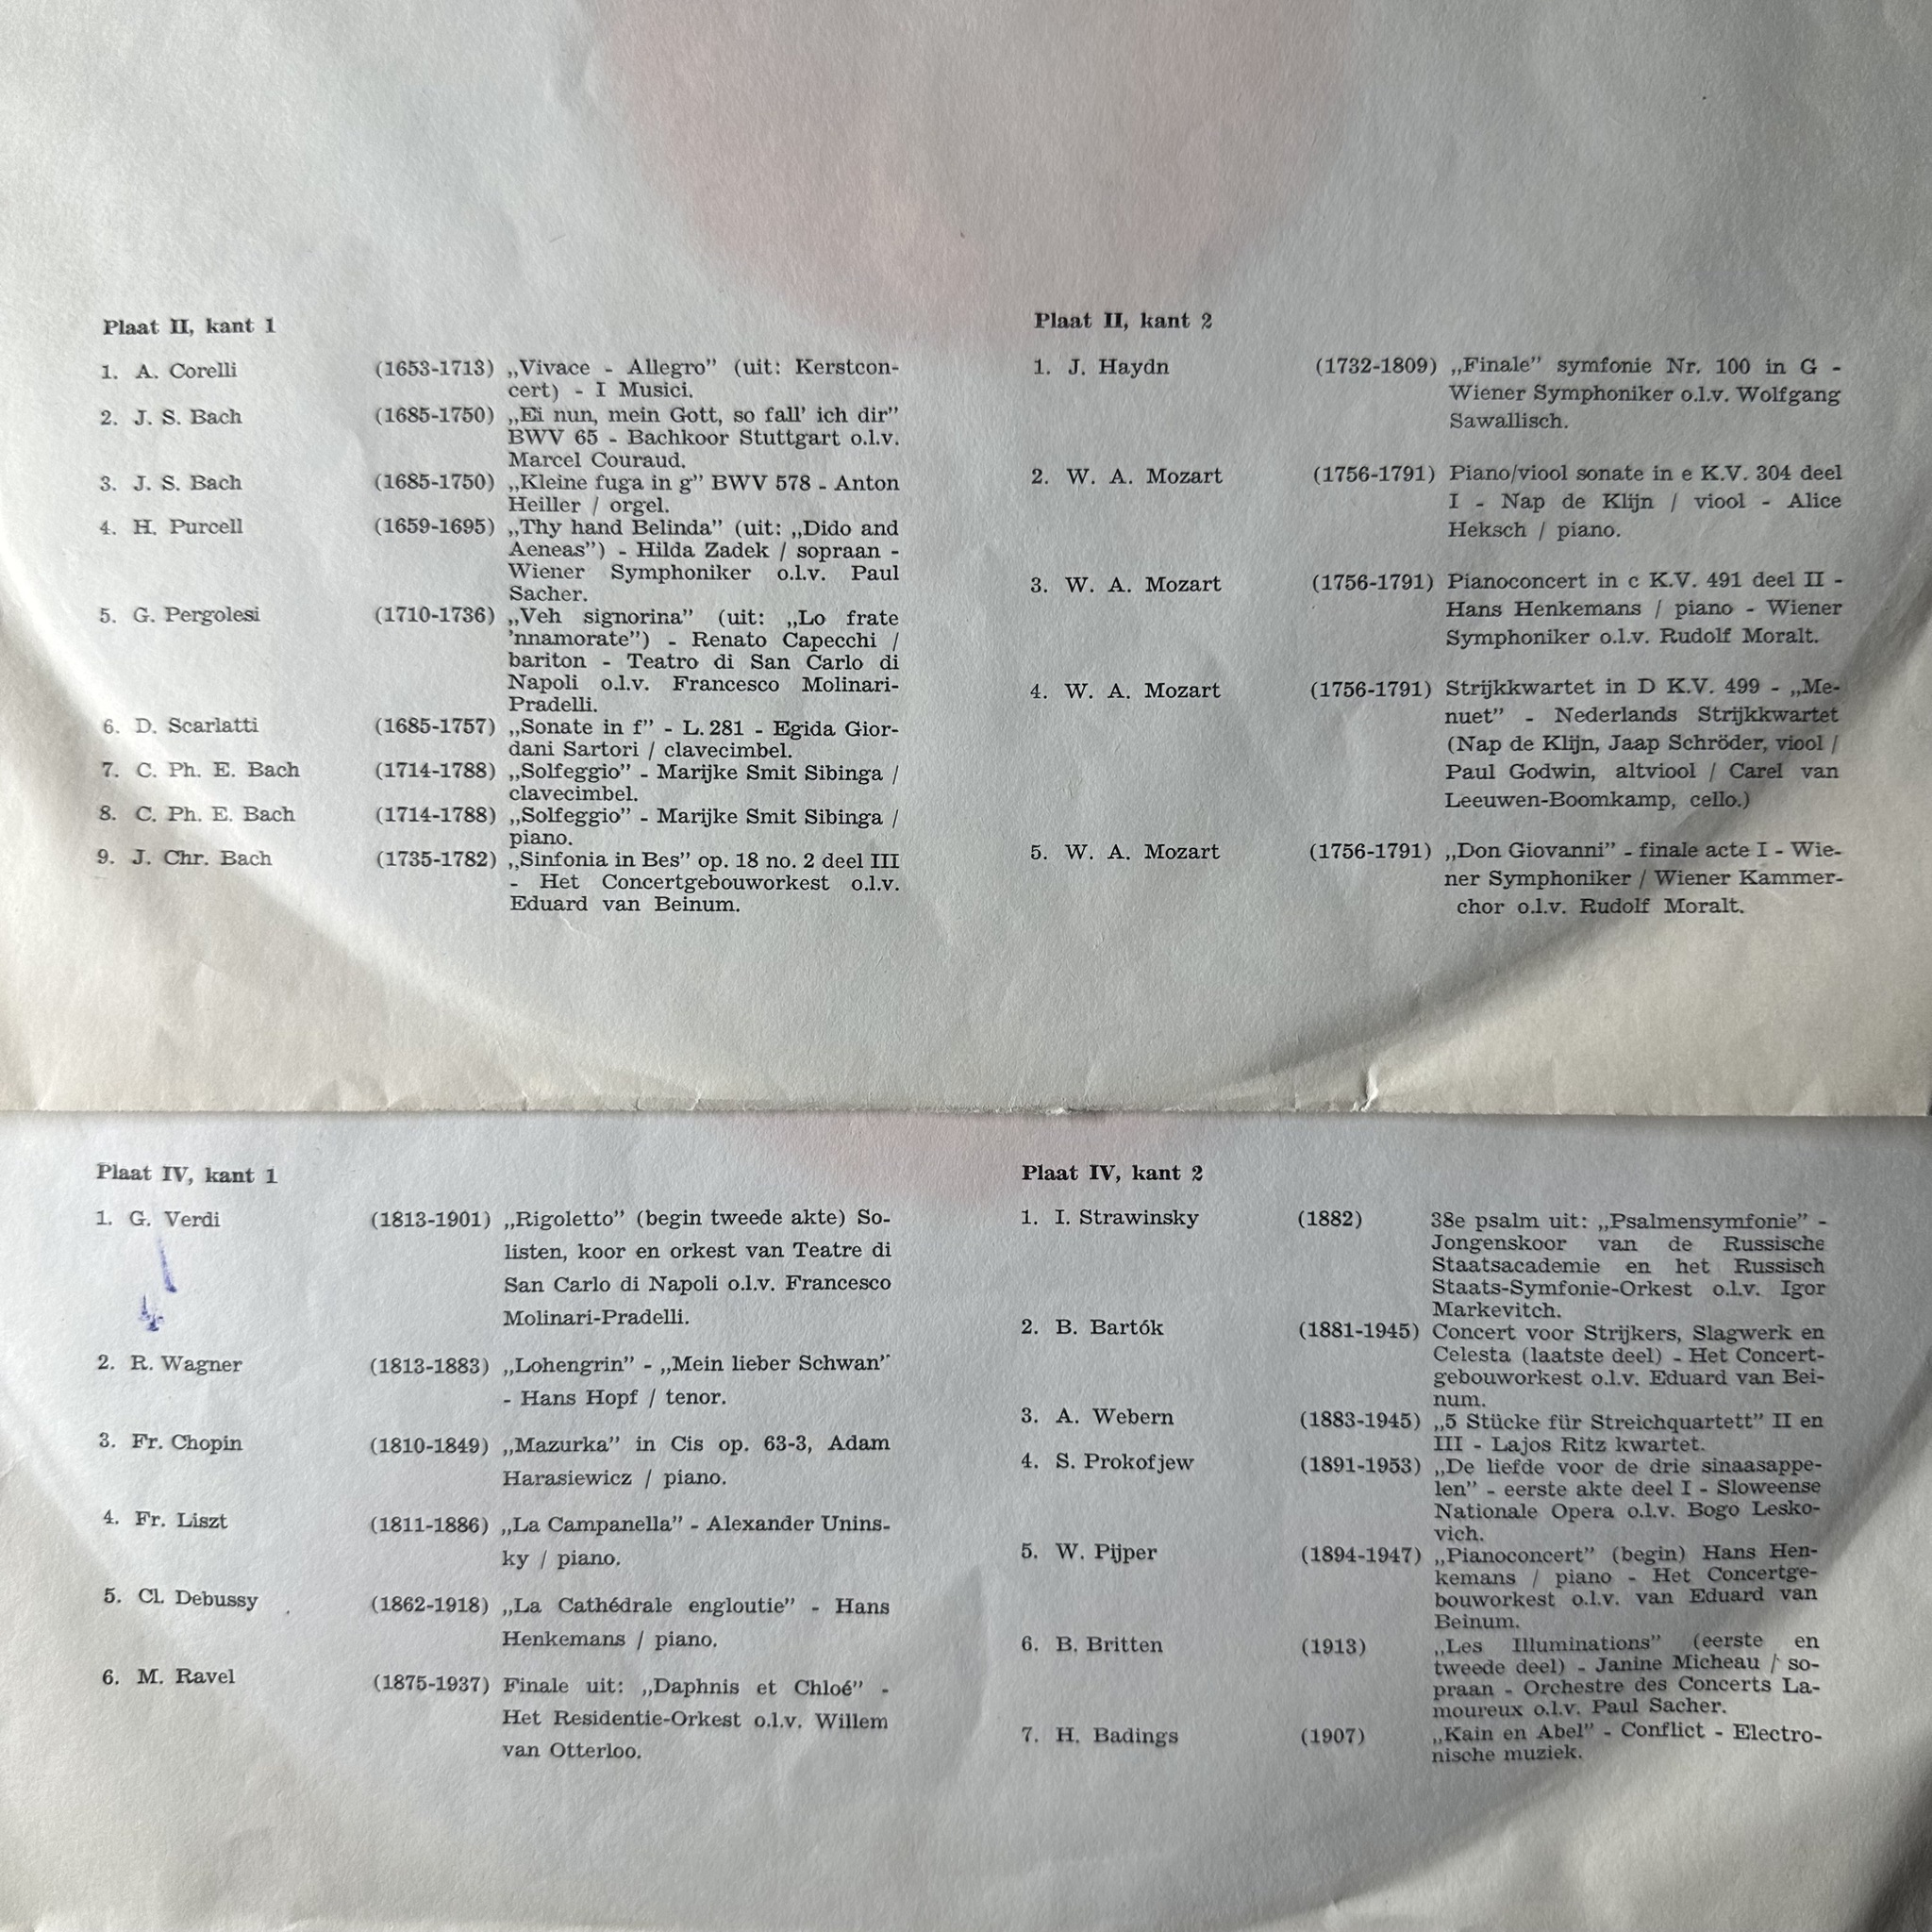 Plaat II, kant 1
1. A. Corelli (1653-1713) „Vivace - Allegro” (uit: Kerstcon-
cert) - I Musici.
2. J. S. Bach (1685-1750) „Ei nun, mein Gott, so fall' ich dir”
BWV 65 - Bachkoor Stuttgart o.l.v.
Marcel Couraud.
3. J. S. Bach (1685-1750) „Kleine fuga in g” BWV 578 - Anton
Heiller / orgel.
4. H. Purcell (1659-1695) „Thy hand Belinda” (uit: „Dido and
Aeneas”) - Hilda Zadek / sopraan -
Wiener Symphoniker o.l.v. Paul
Sacher.
5. G. Pergolesi (1710-1736) „Veh signorina” (uit: „Lo frate
'nnamorate”) - Renato Capecchi /
bariton - Teatro di San Carlo di
Napoli o.l.v. Francesco Molinari-
Pradelli.
6. D. Scarlatti (1685-1757) „Sonate in f” - L. 281 - Egida Gior-
dani Sartori / clavecimbel.
7. C. Ph. E. Bach (1714-1788) „Solfeggio” - Marijke Smit Sibinga /
clavecimbel.
8. C. Ph. E. Bach (1714-1788) „Solfeggio” - Marijke Smit Sibinga /
piano.
9. J. Chr. Bach (1735-1782) „Sinfonia in Bes” op. 18 no. 2 deel III
- Het Concertgebouworkest o.l.v.
Eduard van Beinum.
Plaat II, kant 2
1. J. Haydn (1732-1809) „Finale” symfonie Nr. 100 in G -
Wiener Symphoniker o.l.v. Wolfgang
Sawallisch.
2. W. A. Mozart (1756-1791) Piano/viool sonate in e K.V. 304 deel
I - Nap de Klijn / viool - Alice
Heksch / piano.
3. W. A. Mozart (1756-1791) Pianoconcert in c K.V. 491 deel II -
Hans Henkemans / piano - Wiener
Symphoniker o.l.v. Rudolf Moralt.
4. W. A. Mozart (1756-1791) Strijkkwartet in D K.V. 499 - „Me-
nuet” - Nederlands Strijkkwartet
(Nap de Klijn, Jaap Schröder, viool /
Paul Godwin, altviool / Carel van
Leeuwen-Boomkamp, cello.)
5. W. A. Mozart (1756-1791) „Don Giovanni” - finale acte I - Wie-
ner Symphoniker / Wiener Kammer-
chor o.l.v. Rudolf Moralt.
Plaat IV, kant 1
1. G. Verdi (1813-1901) „Rigoletto” (begin tweede akte) So-
listen, koor en orkest van Teatre di
San Carlo di Napoli o.l.v. Francesco
Molinari-Pradelli.
2. R. Wagner (1813-1883) „Lohengrin” - „Mein lieber Schwan”
- Hans Hopf / tenor.
3. Fr. Chopin (1810-1849) „Mazurka” in Cis op. 63-3, Adam
Harasiewicz / piano.
4. Fr. Liszt (1811-1886) „La Campanella” - Alexander Unins-
ky / piano.
5. Cl. Debussy (1862-1918) „La Cathédrale engloutie” - Hans
Henkemans / piano.
6. M. Ravel (1875-1937) Finale uit: „Daphnis et Chloé” -
Het Residentie-Orkest o.l.v. Willem
van Otterloo.
Plaat IV, kant 2
1. I. Strawinsky (1882) 38e psalm uit: „Psalmensymfonie” -
Jongenskoor van de Russische
Staatsacademie en het Russisch
Staats-Symfonie-Orkest o.l.v. Igor
Markevitch.
2. B. Bartók (1881-1945) Concert voor Strijkers, Slagwerk en
Celesta (laatste deel) - Het Concert-
gebouworkest o.l.v. Eduard van Bei-
num.
3. A. Webern (1883-1945) „5 Stücke für Streichquartett” II en
III - Lajos Ritz kwartet.
4. S. Prokofjew (1891-1953) „De liefde voor de drie sinaasappe-
len” - eerste akte deel I - Sloweense
Nationale Opera o.l.v. Bogo Lesko-
vich.
5. W. Pijper (1894-1947) „Pianoconcert” (begin) Hans Hen-
kemans / piano - Het Concertge-
bouworkest o.l.v. van Eduard van
Beinum.
6. B. Britten (1913) „Les Illuminations” (eerste en
tweede deel) - Janine Micheau / so-
praan - Orchestre des Concerts La-
moureux o.l.v. Paul Sacher.
7. H. Badings (1907) „Kain en Abel” - Conflict - Electro-
nische muziek.